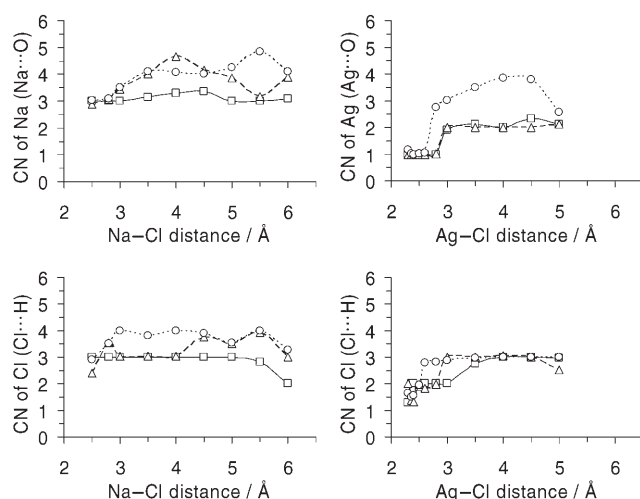 CN of Na (Na···O)
6
5
4
3
2
1
0
2 3 4 5 6
Na–Cl distance / Å
CN of Ag (Ag···O)
6
5
4
3
2
1
0
2 3 4 5 6
Ag–Cl distance / Å
CN of Cl (Cl···H)
6
5
4
3
2
1
0
2 3 4 5 6
Na–Cl distance / Å
CN of Cl (Cl···H)
6
5
4
3
2
1
0
2 3 4 5 6
Ag–Cl distance / Å